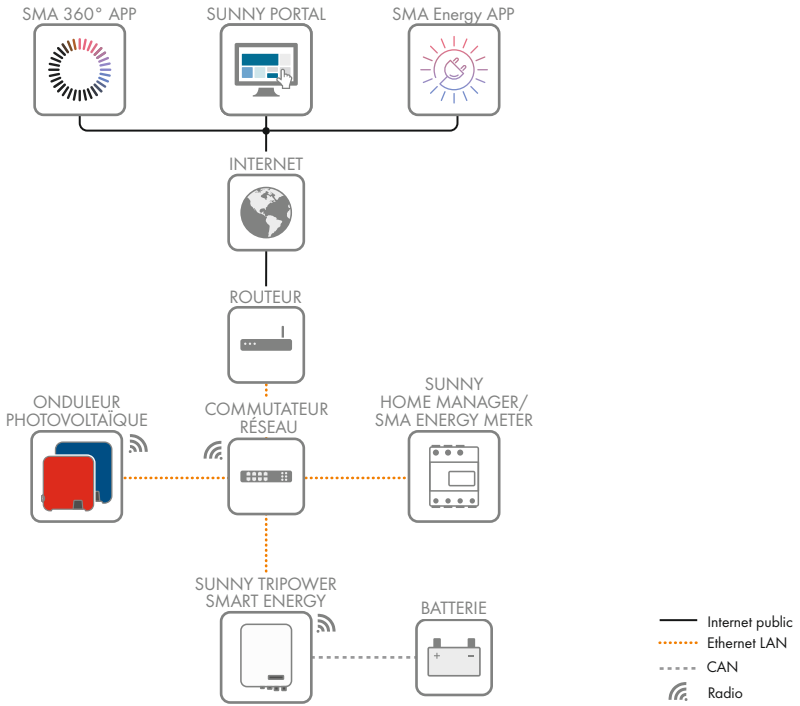 SMA 360° APP
SUNNY PORTAL
SMA Energy APP
INTERNET
ROUTEUR
ONDULEUR
PHOTOVOLTAÏQUE
COMMUTATEUR
RÉSEAU
SUNNY
HOME MANAGER/
SMA ENERGY METER
SUNNY TRIPOWER
SMART ENERGY
BATTERIE
+ −
Internet public
Ethernet LAN
CAN
Radio